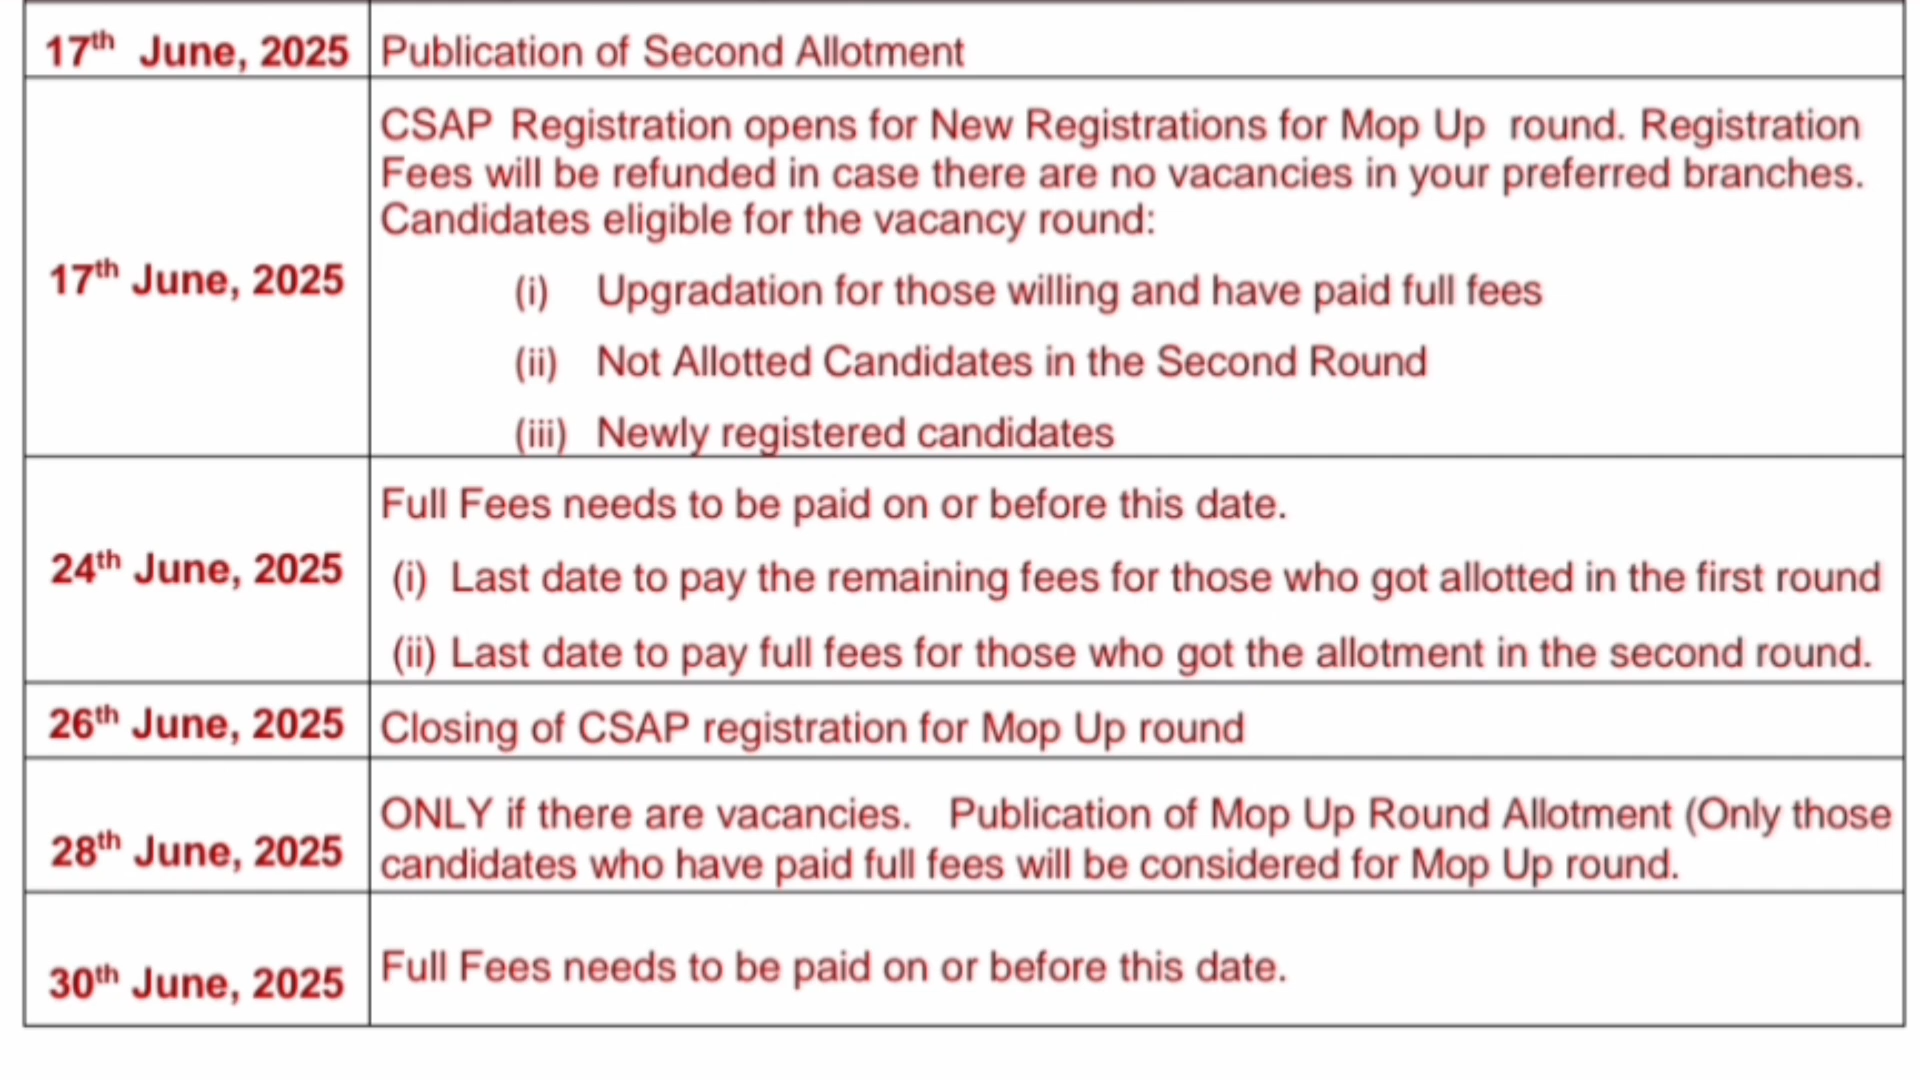 17th June, 2025 Publication of Second Allotment
CSAP Registration opens for New Registrations for Mop Up round. Registration
Fees will be refunded in case there are no vacancies in your preferred branches.
Candidates eligible for the vacancy round:
17th June, 2025
(i) Upgradation for those willing and have paid full fees
(ii) Not Allotted Candidates in the Second Round
(iii) Newly registered candidates
Full Fees needs to be paid on or before this date.
24th June, 2025
(i) Last date to pay the remaining fees for those who got allotted in the first round
(ii) Last date to pay full fees for those who got the allotment in the second round.
26th June, 2025 Closing of CSAP registration for Mop Up round
ONLY if there are vacancies. Publication of Mop Up Round Allotment (Only those
28th June, 2025
candidates who have paid full fees will be considered for Mop Up round.
30th June, 2025 Full Fees needs to be paid on or before this date.